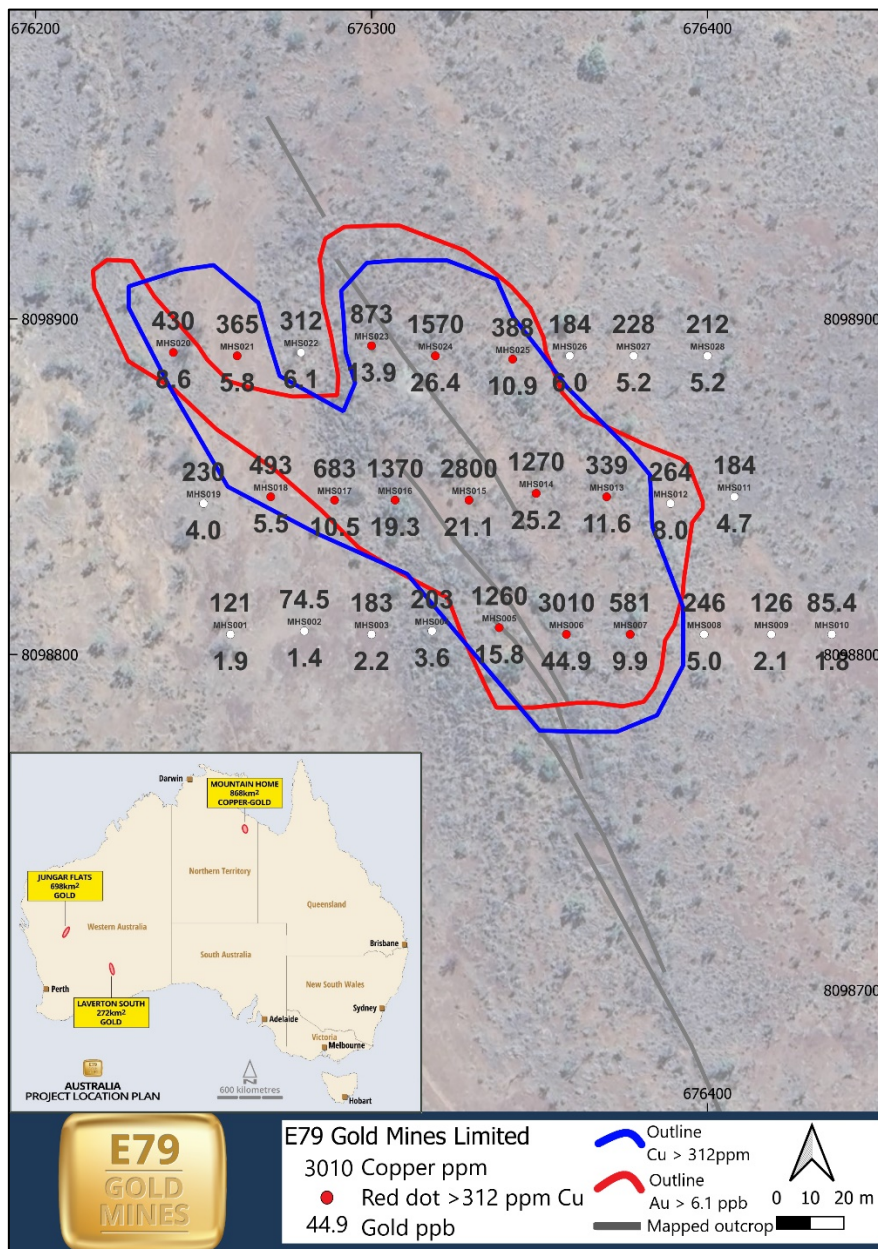 676200 676300 676400
8098900 8098900
430 365 312 873 1570 388 184 228 212
MHS020 MHS021 MHS022 MHS023 MHS024 MHS025 MHS026 MHS027 MHS028
8.6 5.8 6.1 13.9 26.4 10.9 6.0 5.2 5.2
230 493 683 1370 2800 1270 339 264 184
MHS019 MHS018 MHS017 MHS016 MHS015 MHS014 MHS013 MHS012 MHS011
4.0 5.5 10.5 19.3 21.1 25.2 11.6 8.0 4.7
121 74.5 183 203 1260 3010 581 246 126 85.4
MHS001 MHS002 MHS003 MHS004 MHS005 MHS006 MHS007 MHS008 MHS009 MHS010
8098800 8098800
1.9 1.4 2.2 3.6 15.8 44.9 9.9 5.0 2.1 1.8
8098700
676400
Darwin
MOUNTAIN HOME
868km²
COPPER-GOLD
Northern Territory
JUNGAR FLATS
698km²
GOLD
Queensland
Western Australia
South Australia
Brisbane
New South Wales
Perth
LAVERTON SOUTH
272km²
GOLD
Sydney
Adelaide
Victoria
Melbourne
E79
AUSTRALIA
PROJECT LOCATION PLAN
N
600 kilometres
Hobart
E79
GOLD
MINES
E79 Gold Mines Limited
3010 Copper ppm
Red dot >312 ppm Cu
44.9 Gold ppb
Outline
Cu > 312ppm
Outline
Au > 6.1 ppb
Mapped outcrop
0 10 20 m